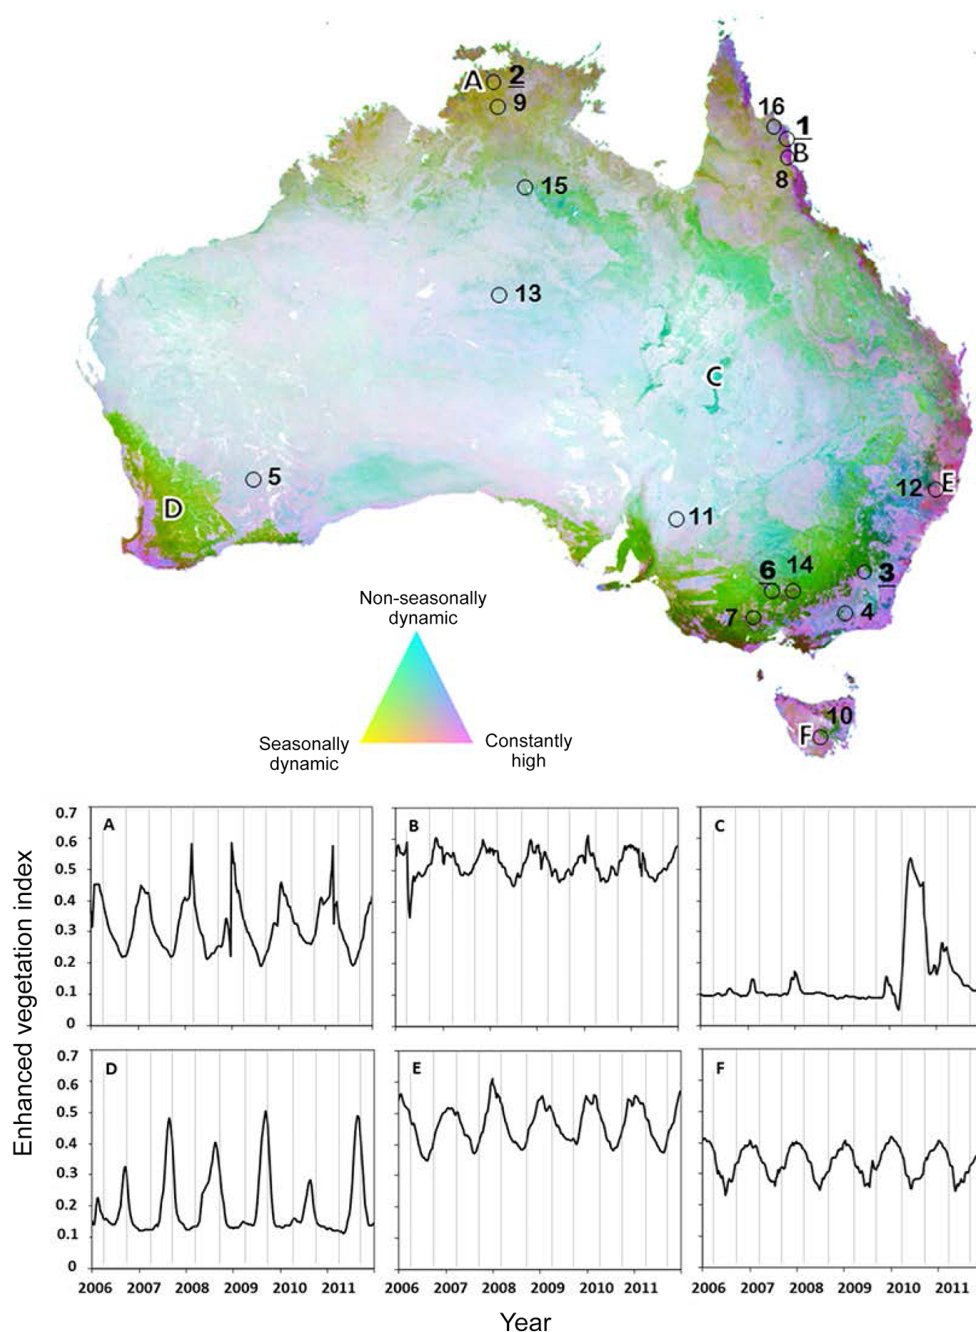 A 2
9
16
1
B
8
15
13
C
5
D
12 E
11
6 14
3
7
4
Non-seasonally
dynamic
Seasonally
dynamic
Constantly
high
10
F
Enhanced vegetation index
0.7
0.6
0.5
0.4
0.3
0.2
0.1
0
A
B
C
0.7
0.6
0.5
0.4
0.3
0.2
0.1
0
D
E
F
2006 2007 2008 2009 2010 2011
2006 2007 2008 2009 2010 2011
2006 2007 2008 2009 2010 2011
Year